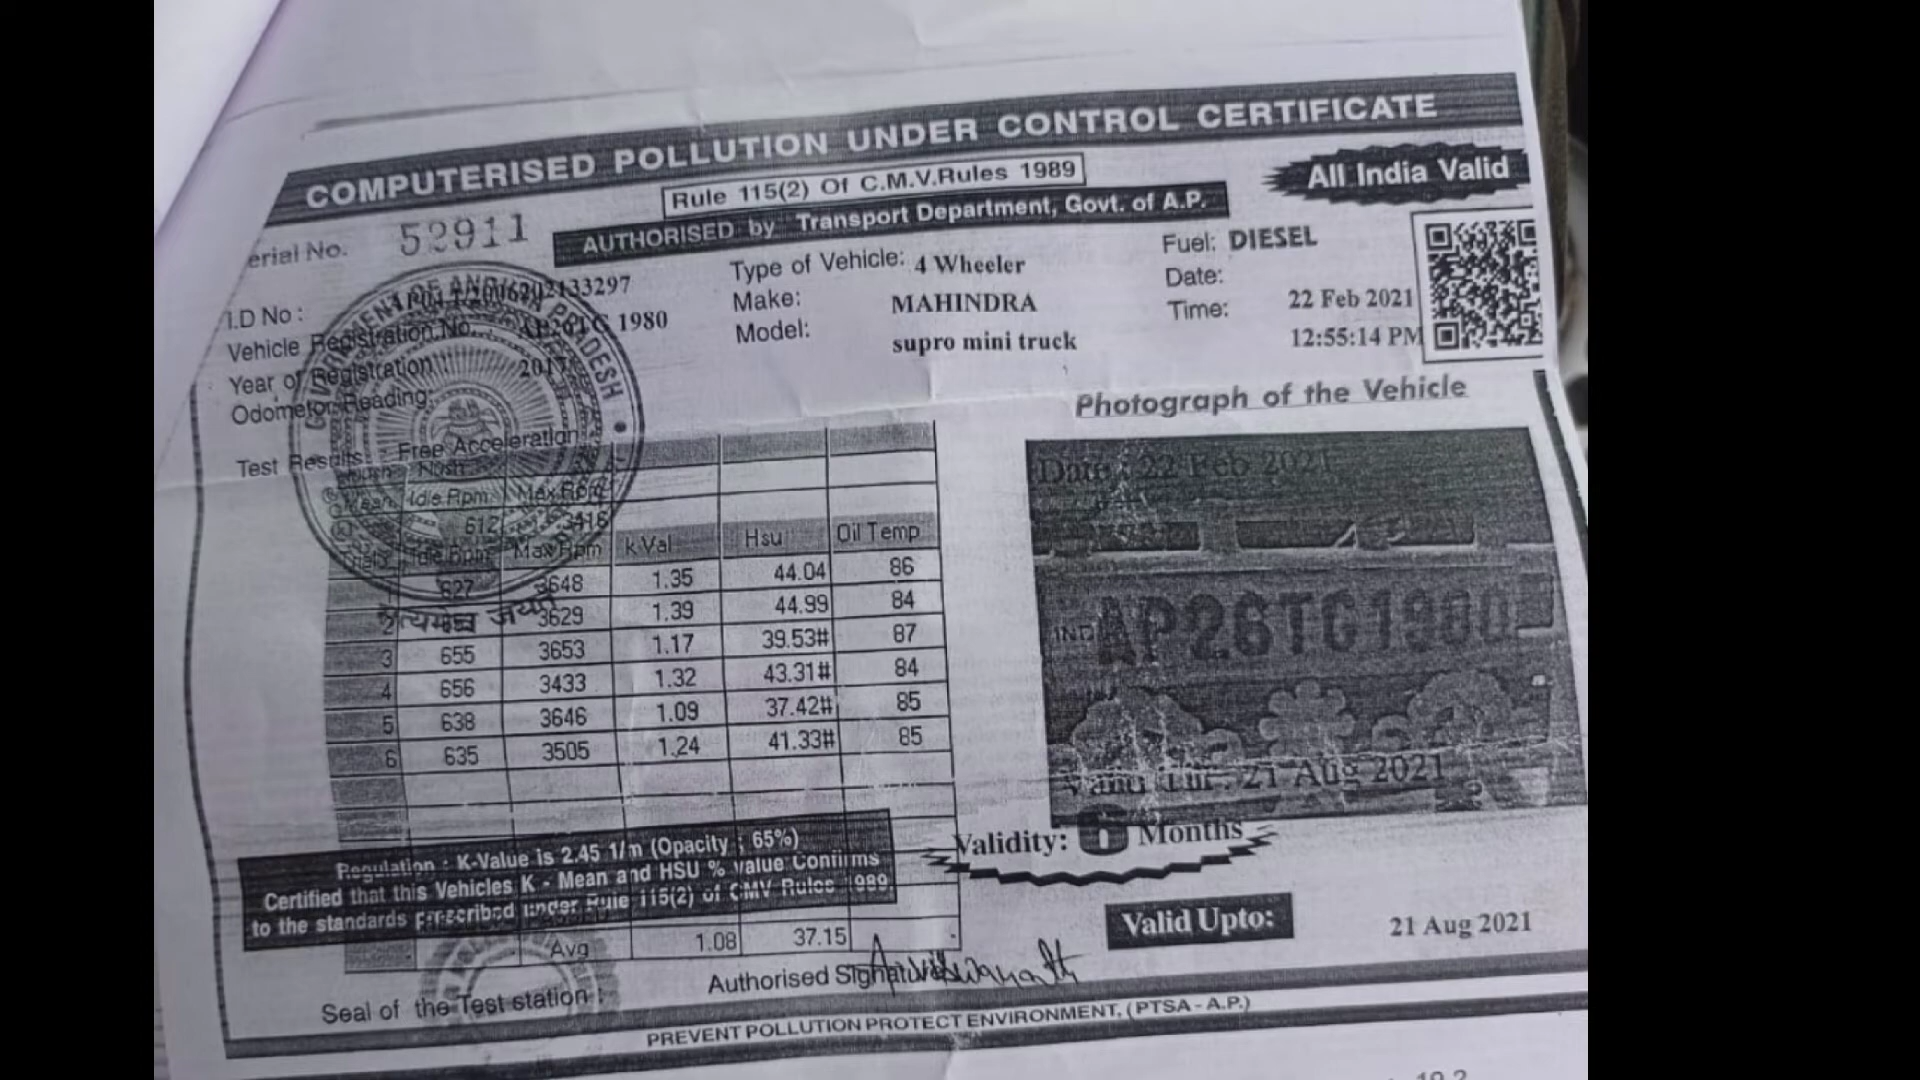 COMPUTERISED POLLUTION UNDER CONTROL CERTIFICATE
Rule 115(2) Of C.M.V.Rules 1989
All India Valid
AUTHORISED by Transport Department, Govt. of A.P.
erial No. 52911
I.D No :
Vehicle Registration No. 1980
Year of Registration 2017
Odometer Reading:
Type of Vehicle: 4 Wheeler
Make: MAHINDRA
Model: supro mini truck
Fuel: DIESEL
Date: 22 Feb 2021
Time: 12:55:14 PM
Test Results: Free Acceleration
Mean Idle Rpm Max Rpm
612 3416
Idle Rpm Max Rpm k Val Hsu Oil Temp
627 3648 1.35 44.04 86
2 3629 1.39 44.99 84
3 655 3653 1.17 39.53# 87
4 656 3433 1.32 43.31# 84
5 638 3646 1.09 37.42# 85
6 635 3505 1.24 41.33# 85
Regulation : K-Value is 2.45 1/m (Opacity ; 65%)
Certified that this Vehicles K - Mean and HSU % value Confirms
to the standards under Rule 115(2) of CMV Rules 1989
Avg 1.08 37.15
Photograph of the Vehicle
Date : 22 Feb 2021
IND AP26TG1980
21 Aug 2021
Validity: 6 Months
Valid Upto: 21 Aug 2021
Authorised Signature
Seal of the Test station :
PREVENT POLLUTION PROTECT ENVIRONMENT, (PTSA - A.P.)